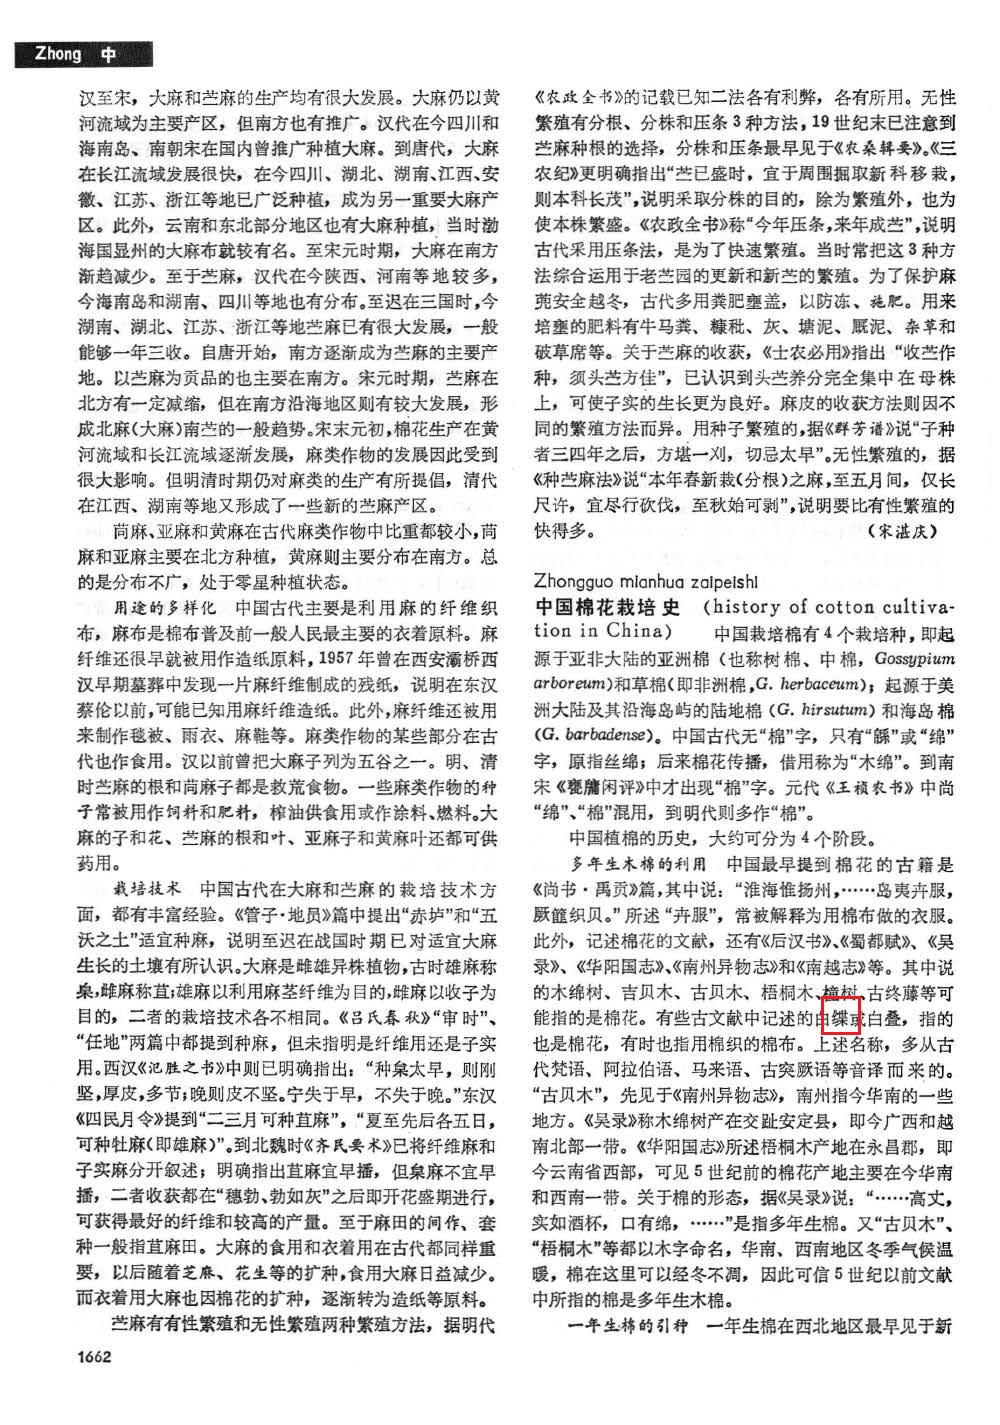 Zhong 中
汉至宋，大麻和苎麻的生产均有很大发展。大麻仍以黄
河流域为主要产区，但南方也有推广。汉代在今四川和
海南岛、南朝宋在国内曾推广种植大麻。到唐代，大麻
在长江流域发展很快，在今四川、湖北、湖南、江西、安
徽、江苏、浙江等地已广泛种植，成为另一重要大麻产
区。此外，云南和东北部分地区也有大麻种植，当时渤
海国显州的大麻布就较有名。至宋元时期，大麻在南方
渐趋减少。至于苎麻，汉代在今陕西、河南等地较多，
今海南岛和湖南、四川等地也有分布。至迟在三国时，今
湖南、湖北、江苏、浙江等地苎麻已有很大发展，一般
能够一年三收。自唐开始，南方逐渐成为苎麻的主要产
地。以苎麻为贡品的也主要在南方。宋元时期，苎麻在
北方有一定减缩，但在南方沿海地区则有较大发展，形
成北麻(大麻)南苎的一般趋势。宋末元初，棉花生产在黄
河流域和长江流域逐渐发展，麻类作物的发展因此受到
很大影响。但明清时期仍对麻类的生产有所提倡，清代
在江西、湖南等地又形成了一些新的苎麻产区。
苘麻、亚麻和黄麻在古代麻类作物中比重都较小，苘
麻和亚麻主要在北方种植，黄麻则主要分布在南方。总
的是分布不广，处于零星种植状态。
用途的多样化 中国古代主要是利用麻的纤维织
布，麻布是棉布普及前一般人民最主要的衣着原料。麻
纤维还很早就被用作造纸原料，1957年曾在西安灞桥西
汉早期墓葬中发现一片麻纤维制成的残纸，说明在东汉
蔡伦以前，可能已知用麻纤维造纸。此外，麻纤维还被用
来制作毯被、雨衣、麻鞋等。麻类作物的某些部分在古
代也作食用。汉以前曾把大麻子列为五谷之一。明、清
时苎麻的根和苘麻子都是救荒食物。一些麻类作物的种
子常被用作饲料和肥料，榨油供食用或作涂料、燃料。大
麻的子和花、苎麻的根和叶、亚麻子和黄麻叶还都可供
药用。
栽培技术 中国古代在大麻和苎麻的栽培技术方
面，都有丰富经验。《管子·地员》篇中提出“赤垆”和“五
沃之土”适宜种麻，说明至迟在战国时期已对适宜大麻
生长的土壤有所认识。大麻是雌雄异株植物，古时雄麻称
枲，雌麻称苴；雄麻以利用麻茎纤维为目的，雌麻以收子为
目的，二者的栽培技术各不相同。《吕氏春秋》“审时”、
“任地”两篇中都提到种麻，但未指明是纤维用还是子实
用。西汉《氾胜之书》中则已明确指出：“种枲太早，则刚
坚，厚皮，多节；晚则皮不坚。宁失于早，不失于晚。”东汉
《四民月令》提到“二三月可种苴麻”，“夏至先后各五日，
可种牡麻(即雄麻)”。到北魏时《齐民要术》已将纤维麻和
子实麻分开叙述；明确指出苴麻宜早播，但枲麻不宜早
播，二者收获都在“穗勃、勃如灰”之后即开花盛期进行，
可获得最好的纤维和较高的产量。至于麻田的间作、套
种一般指苴麻田。大麻的食用和衣着用在古代都同样重
要，以后随着芝麻、花生等的扩种，食用大麻日益减少。
而衣着用大麻也因棉花的扩种，逐渐转为造纸等原料。
苎麻有有性繁殖和无性繁殖两种繁殖方法，据明代
1662
《农政全书》的记载已知二法各有利弊，各有所用。无性
繁殖有分根、分株和压条3种方法，19世纪末已注意到
苎麻种根的选择，分株和压条最早见于《农桑辑要》。《三
农纪》更明确指出“苎已盛时，宜于周围掘取新科移栽，
则本科长茂”，说明采取分株的目的，除为繁殖外，也为
使本株繁盛。《农政全书》称“今年压条，来年成苎”，说明
古代采用压条法，是为了快速繁殖。当时常把这3种方
法综合运用于老苎园的更新和新苎的繁殖。为了保护麻
蔸安全越冬，古代多用粪肥壅盖，以防冻、施肥。用来
培壅的肥料有牛马粪、糠秕、灰、塘泥、厩泥、杂草和
破草席等。关于苎麻的收获，《士农必用》指出 “收苎作
种，须头苎方佳”，已认识到头苎养分完全集中在母株
上，可使子实的生长更为良好。麻皮的收获方法则因不
同的繁殖方法而异。用种子繁殖的，据《群芳谱》说“子种
者三四年之后，方堪一刈，切忌太早”。无性繁殖的，据
《种苎麻法》说“本年春新栽(分根)之麻，至五月间，仅长
尺许，宜尽行砍伐，至秋始可剥”，说明要比有性繁殖的
快得多。 （宋湛庆）
Zhongguo mianhua zaipeishi
中国棉花栽培史 (history of cotton cultiva-
tion in China) 中国栽培棉有4个栽培种，即起
源于亚非大陆的亚洲棉（也称树棉、中棉，Gossypium
arboreum)和草棉(即非洲棉，G. herbaceum)；起源于美
洲大陆及其沿海岛屿的陆地棉 (G. hirsutum) 和海岛棉
(G. barbadense)。中国古代无“棉”字，只有“緜”或“绵”
字，原指丝绵；后来棉花传播，借用称为“木绵”。到南
宋《甕牖闲评》中才出现“棉”字。元代《王祯农书》中尚
“绵”、“棉”混用，到明代则多作“棉”。
中国植棉的历史，大约可分为4个阶段。
多年生木棉的利用 中国最早提到棉花的古籍是
《尚书·禹贡》篇，其中说：“淮海惟扬州，……岛夷卉服，
厥篚织贝。”所述“卉服”，常被解释为用棉布做的衣服。
此外，记述棉花的文献，还有《后汉书》、《蜀都赋》、《吴
录》、《华阳国志》、《南州异物志》和《南越志》等。其中说
的木绵树、吉贝木、古贝木、梧桐木、橦树、古终藤等可
能指的是棉花。有些古文献中记述的白緤或白叠，指的
也是棉花，有时也指用棉织的棉布。上述名称，多从古
代梵语、阿拉伯语、马来语、古突厥语等音译而来的。
“古贝木”，先见于《南州异物志》，南州指今华南的一些
地方。《吴录》称木绵树产在交趾安定县，即今广西和越
南北部一带。《华阳国志》所述梧桐木产地在永昌郡，即
今云南省西部，可见5世纪前的棉花产地主要在今华南
和西南一带。关于棉的形态，据《吴录》说：“……高丈，
实如酒杯，口有绵，……”是指多年生棉。又“古贝木”、
“梧桐木”等都以木字命名，华南、西南地区冬季气候温
暖，棉在这里可以经冬不凋，因此可信5世纪以前文献
中所指的棉是多年生木棉。
一年生棉的引种 一年生棉在西北地区最早见于新